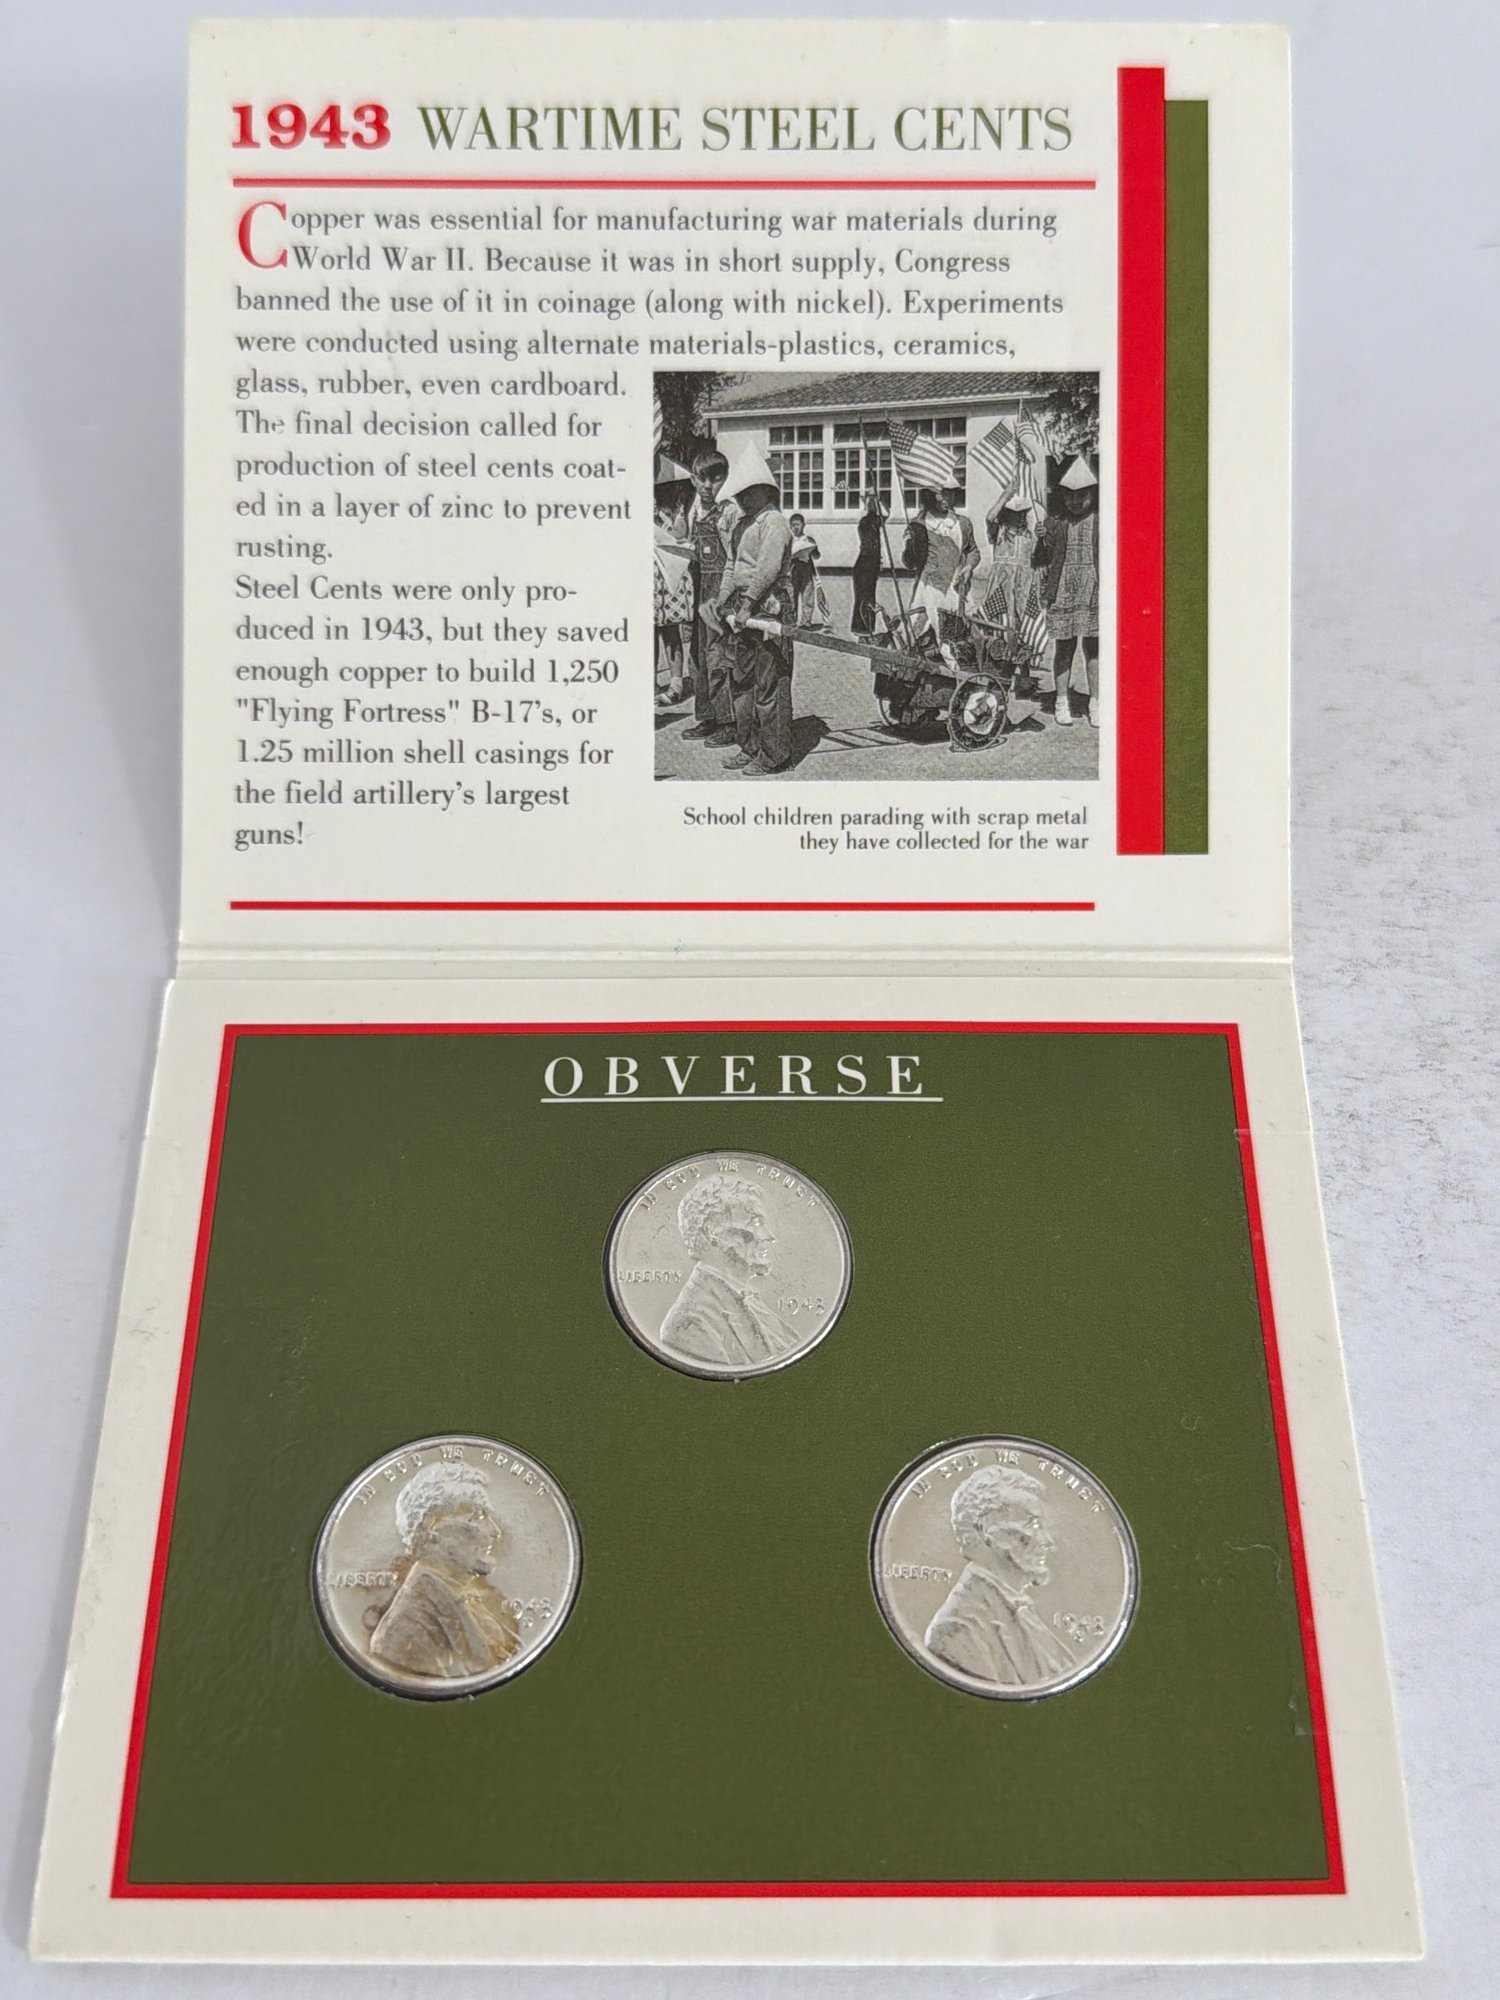 1943 WARTIME STEEL CENTS
Copper was essential for manufacturing war materials during
World War II. Because it was in short supply, Congress
banned the use of it in coinage (along with nickel). Experiments
were conducted using alternate materials-plastics, ceramics,
glass, rubber, even cardboard.
The final decision called for
production of steel cents coat-
ed in a layer of zinc to prevent
rusting.
Steel Cents were only pro-
duced in 1943, but they saved
enough copper to build 1,250
"Flying Fortress" B-17's, or
1.25 million shell casings for
the field artillery's largest
guns!
School children parading with scrap metal
they have collected for the war
OBVERSE
IN GOD WE TRUST
LIBERTY
1943
IN GOD WE TRUST
LIBERTY
1943
D
IN GOD WE TRUST
LIBERTY
1943
S